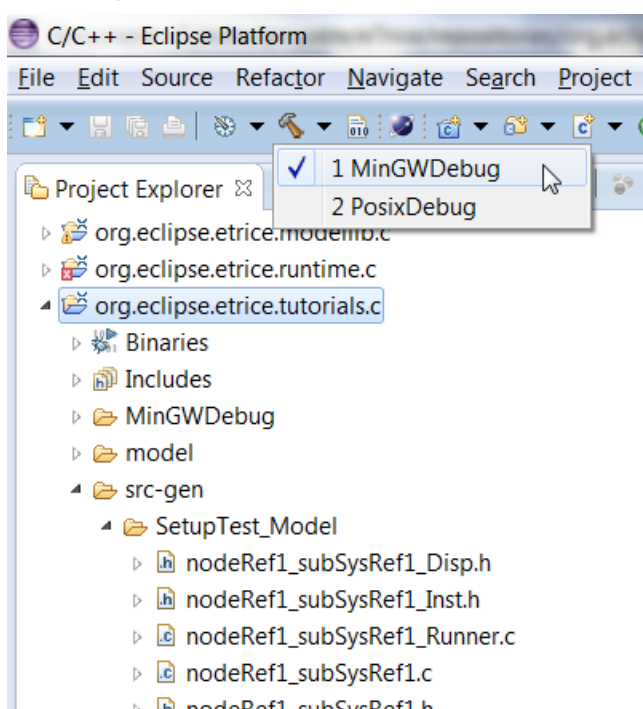 C/C++ - Eclipse Platform
File Edit Source Refactor Navigate Search Project
010
1 MinGWDebug
Project Explorer
2 PosixDebug
org.eclipse.etrice.modellib.c
org.eclipse.etrice.runtime.c
org.eclipse.etrice.tutorials.c
Binaries
Includes
MinGWDebug
model
src-gen
SetupTest_Model
nodeRef1_subSysRef1_Disp.h
nodeRef1_subSysRef1_Inst.h
nodeRef1_subSysRef1_Runner.c
nodeRef1_subSysRef1.c
nodeRef1_subSysRef1.h